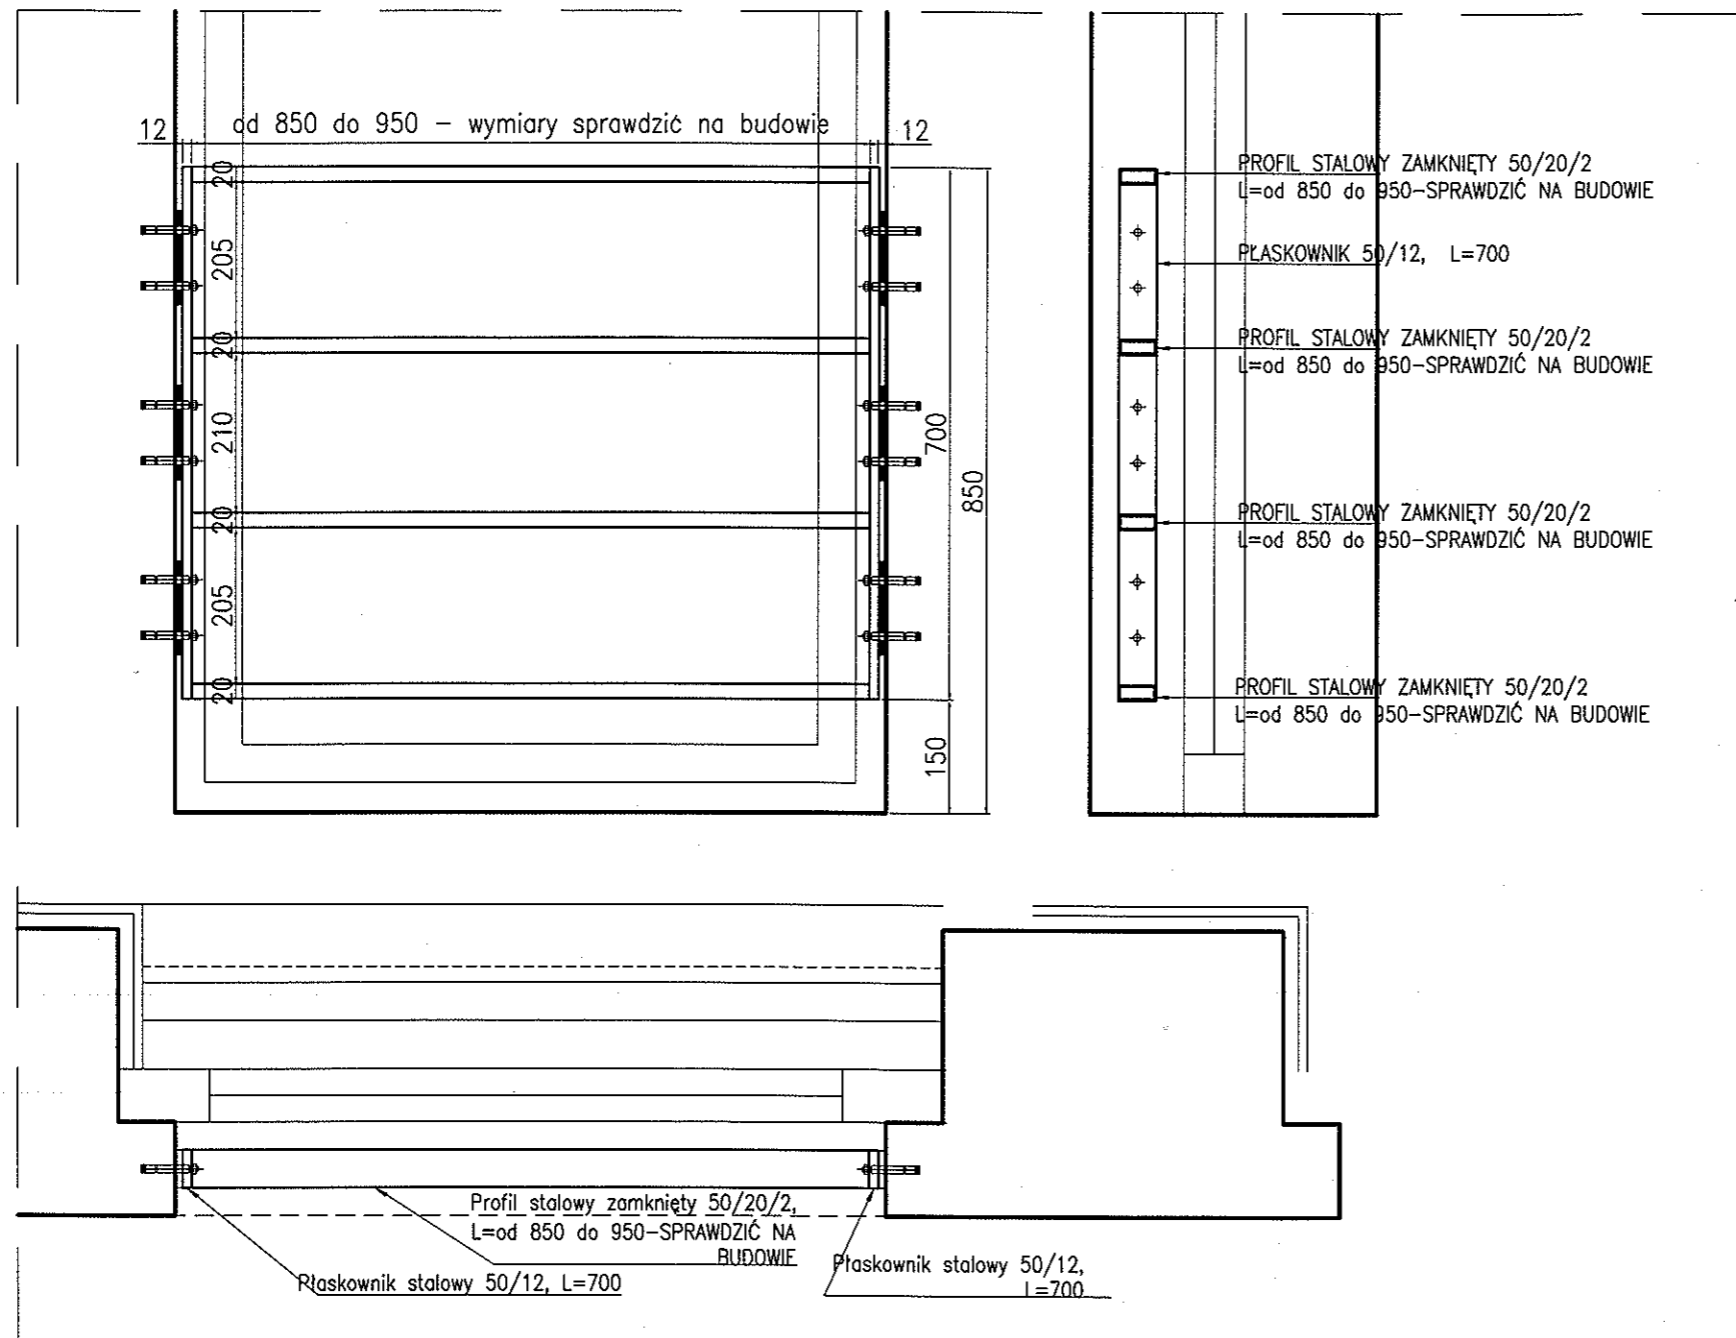 12
od 850 do 950 – wymiary sprawdzić na budowie
12
20
205
20
210
20
205
20
700
850
150
PROFIL STALOWY ZAMKNIĘTY 50/20/2
L=od 850 do 950–SPRAWDZIĆ NA BUDOWIE
PŁASKOWNIK 50/12, L=700
PROFIL STALOWY ZAMKNIĘTY 50/20/2
L=od 850 do 950–SPRAWDZIĆ NA BUDOWIE
PROFIL STALOWY ZAMKNIĘTY 50/20/2
L=od 850 do 950–SPRAWDZIĆ NA BUDOWIE
PROFIL STALOWY ZAMKNIĘTY 50/20/2
L=od 850 do 950–SPRAWDZIĆ NA BUDOWIE
Profil stalowy zamknięty 50/20/2,
L=od 850 do 950–SPRAWDZIĆ NA
BUDOWIE
Płaskownik stalowy 50/12, L=700
Płaskownik stalowy 50/12,
L=700